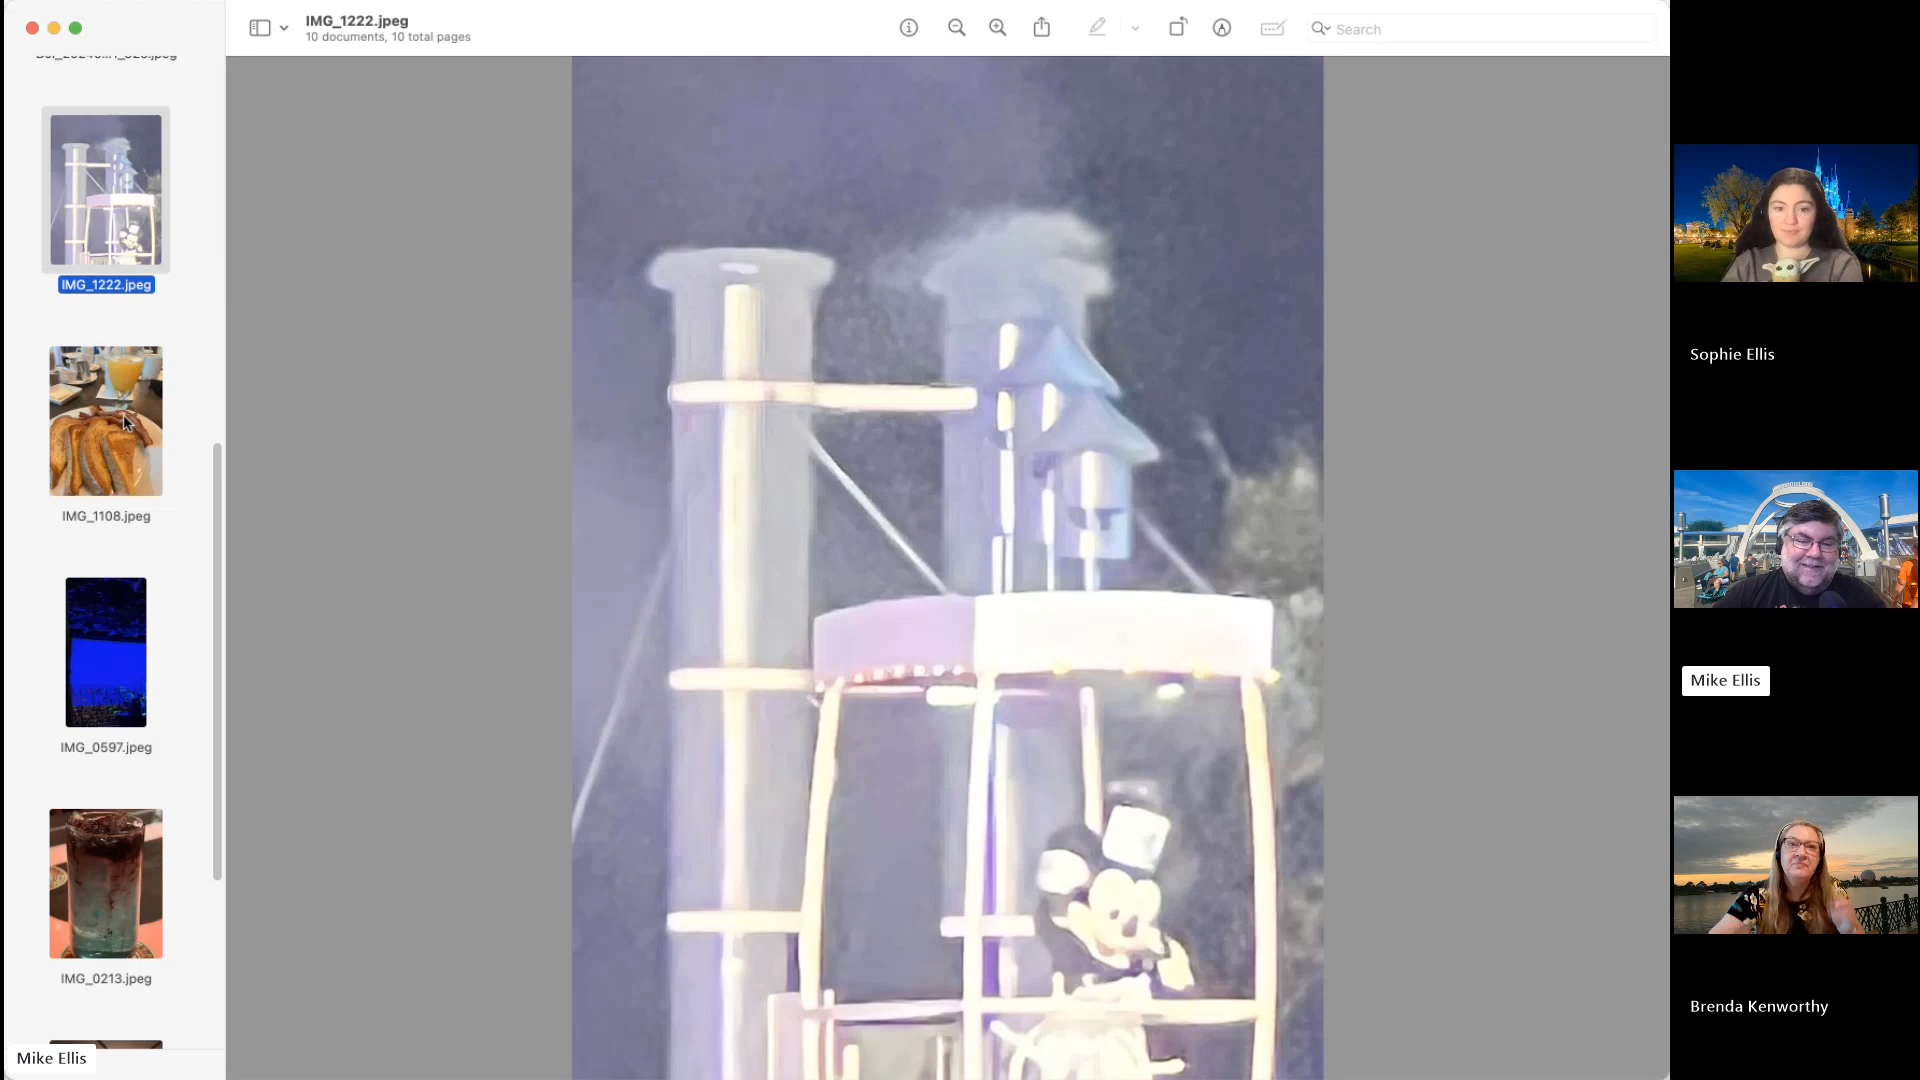 IMG_1222.jpeg
10 documents, 10 total pages
Search
IMG_1222.jpeg
IMG_1108.jpeg
IMG_0597.jpeg
IMG_0213.jpeg
Mike Ellis
Sophie Ellis
Mike Ellis
Brenda Kenworthy